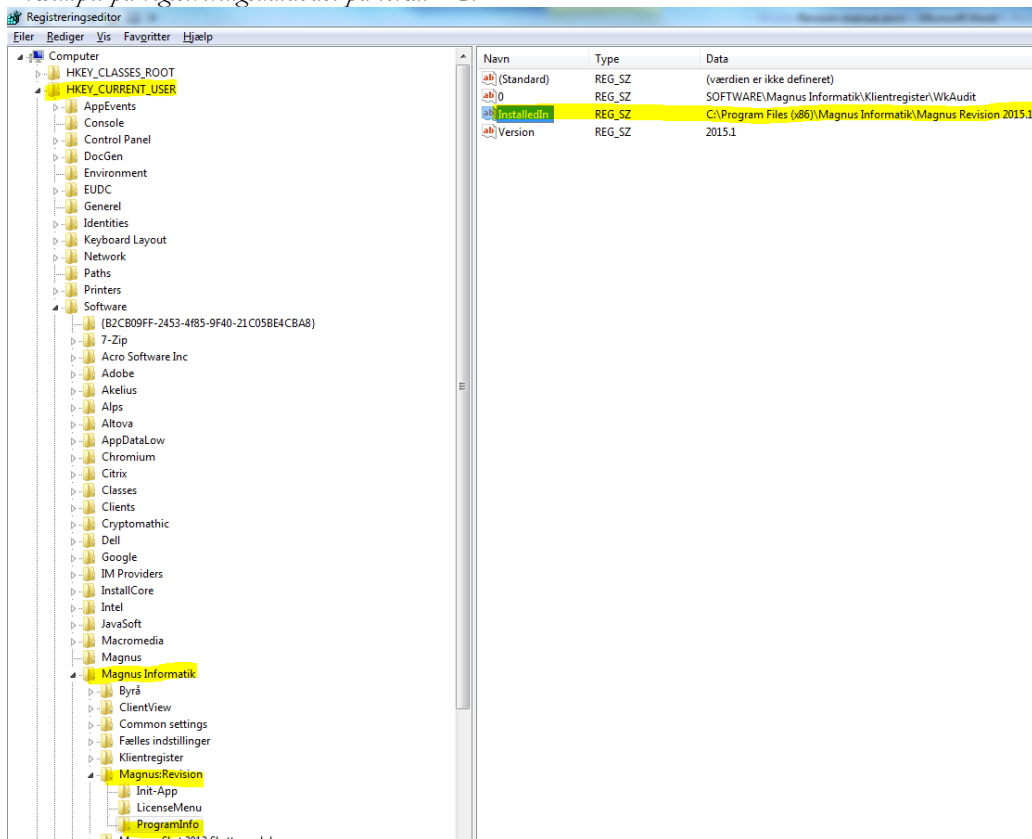 Registreringseditor
Filer Rediger Vis Favoritter Hjælp
Computer
HKEY_CLASSES_ROOT
HKEY_CURRENT_USER
AppEvents
Console
Control Panel
DocGen
Environment
EUDC
Generel
Identities
Keyboard Layout
Network
Paths
Printers
Software
{B2CB09FF-2453-4f85-9F40-21C05BE4CBA8}
7-Zip
Acro Software Inc
Adobe
Akelius
Alps
Altova
AppDataLow
Chromium
Citrix
Classes
Clients
Cryptomathic
Dell
Google
IM Providers
InstallCore
Intel
JavaSoft
Macromedia
Magnus
Magnus Informatik
Byrå
ClientView
Common settings
Fælles indstillinger
Klientregister
Magnus:Revision
Init-App
LicenseMenu
ProgramInfo
Navn Type Data
(Standard) REG_SZ (værdien er ikke defineret)
0 REG_SZ SOFTWARE\Magnus Informatik\Klientregister\WkAudit
InstalledIn REG_SZ C:\Program Files (x86)\Magnus Informatik\Magnus Revision 2015.1
Version REG_SZ 2015.1